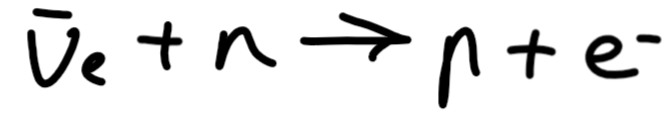 ν̄ₑ + n → p + e⁻